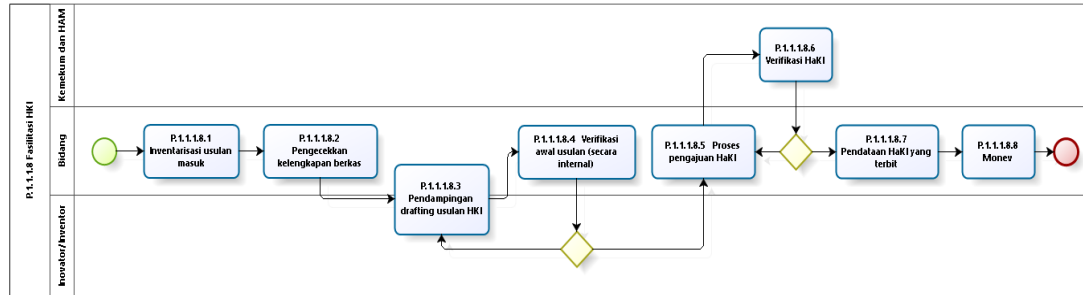 P.1.1.1.8 Fasilitasi HKI
Kemekum dan HAM
Bidang
Inovator/Inventor
P.1.1.1.8.1
Inventarisasi usulan
masuk
P.1.1.1.8.2
Pengecekkan
kelengkapan berkas
P.1.1.1.8.3
Pendampingan
drafting usulan HKI
P.1.1.1.8.4 Verifikasi
awal usulan (secara
internal)
P.1.1.1.8.5 Proses
pengajuan HaKI
P.1.1.1.8.6
Verifikasi HaKI
P.1.1.1.8.7
Pendataan HaKI yang
terbit
P.1.1.1.8.8
Monev